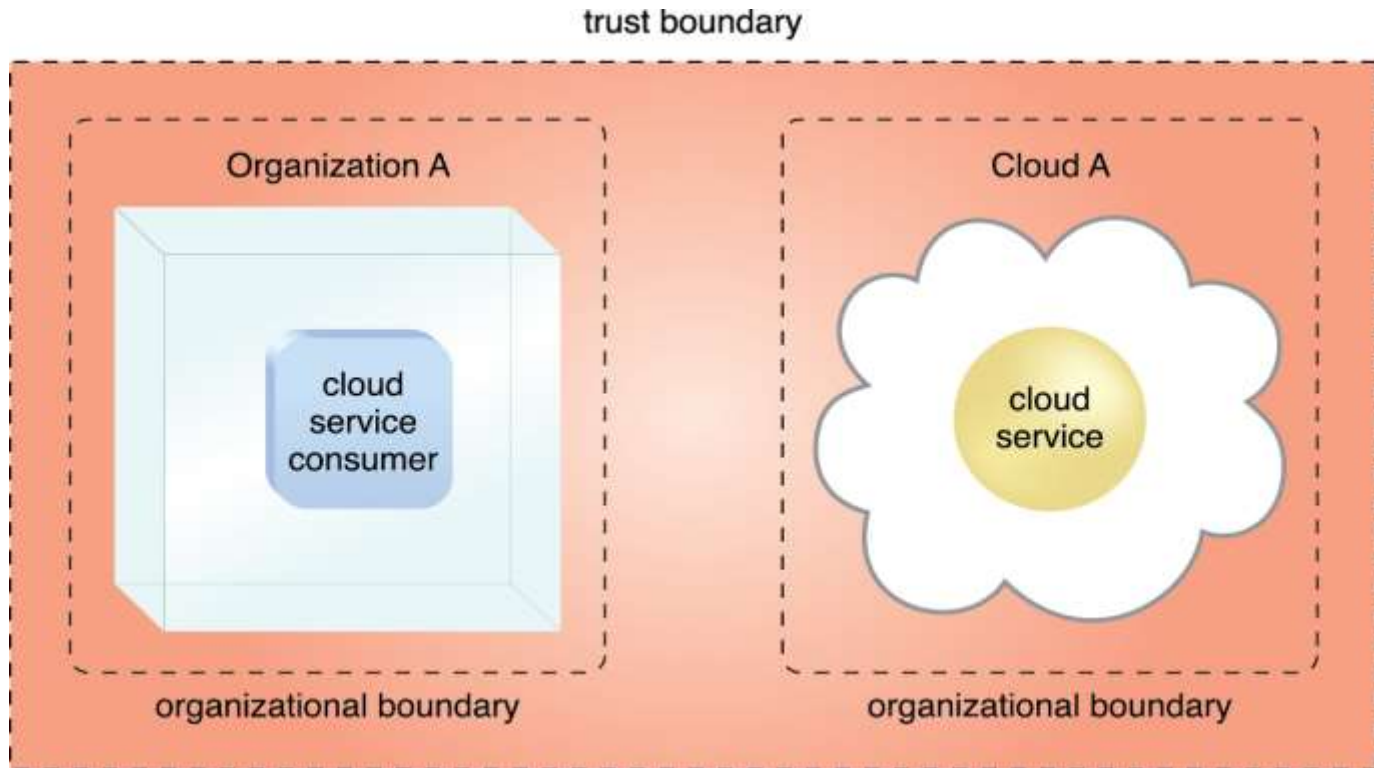 trust boundary
Organization A
cloud
service
consumer
organizational boundary
Cloud A
cloud
service
organizational boundary